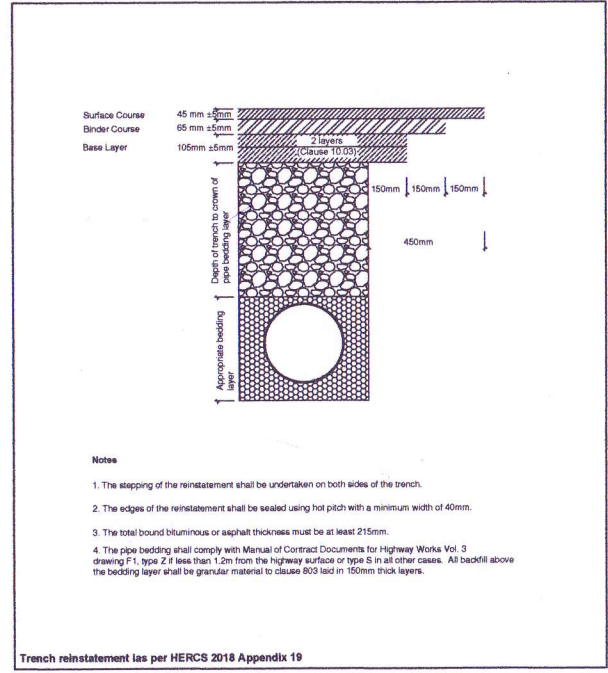 Surface Course 45 mm ±5mm
Binder Course 65 mm ±5mm
Base Layer 105mm ±5mm
2 layers
(Clause 10.03)
150mm 150mm 150mm
450mm
Depth of trench to crown of
pipe bedding layer
Appropriate bedding
layer
Notes
1. The stepping of the reinstatement shall be undertaken on both sides of the trench.
2. The edges of the reinstatement shall be sealed using hot pitch with a minimum width of 40mm.
3. The total bound bituminous or asphalt thickness must be at least 215mm.
4. The pipe bedding shall comply with Manual of Contract Documents for Highway Works Vol. 3
drawing F1, type Z if less than 1.2m from the highway surface or type S in all other cases. All backfill above
the bedding layer shall be granular material to clause 803 laid in 150mm thick layers.
Trench reinstatement ias per HERCS 2018 Appendix 19